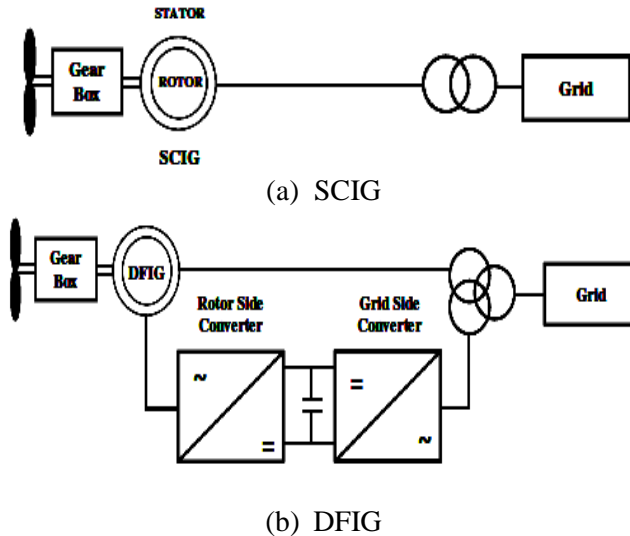 STATOR
Gear
Box
ROTOR
Grid
SCIG
(a) SCIG
Gear
Box
DFIG
Rotor Side
Converter
Grid Side
Converter
Grid
~
=
=
~
(b) DFIG